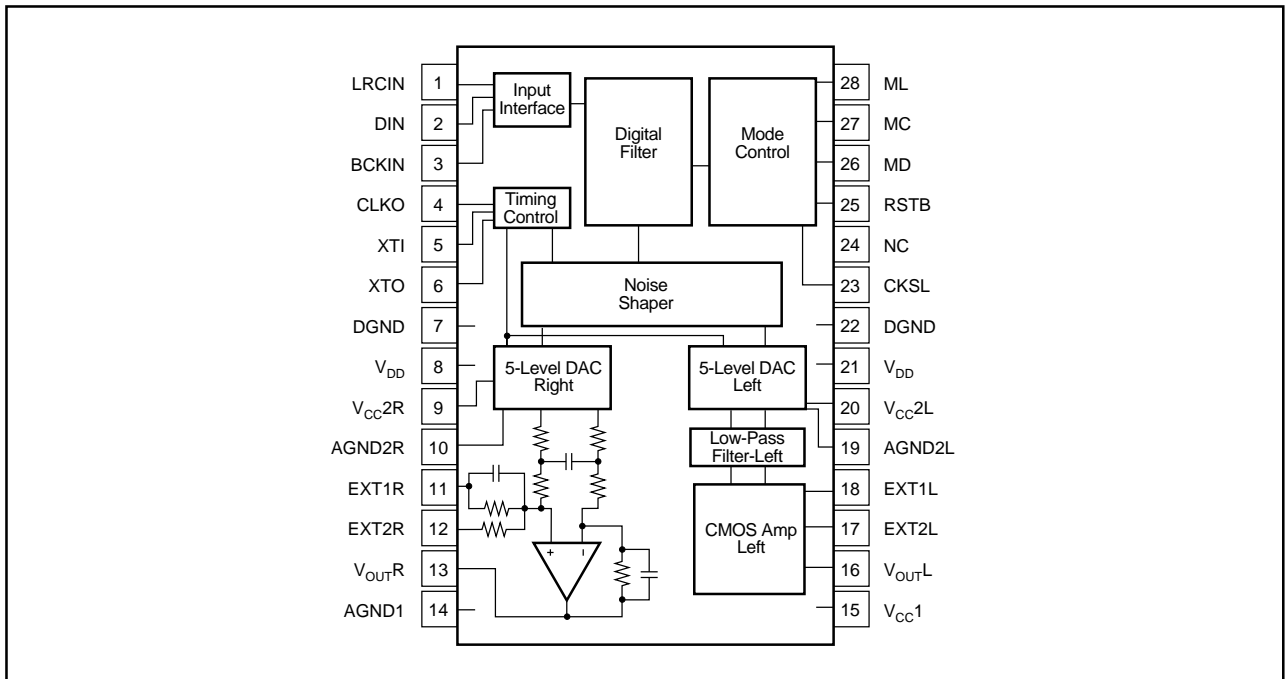 LRCIN 1
DIN 2
BCKIN 3
CLKO 4
XTI 5
XTO 6
DGND 7
VDD 8
VCC2R 9
AGND2R 10
EXT1R 11
EXT2R 12
VOUTR 13
AGND1 14
Input
Interface
Digital
Filter
Mode
Control
Timing
Control
Noise
Shaper
5-Level DAC
Right
5-Level DAC
Left
Low-Pass
Filter-Left
CMOS Amp
Left
+ –
28 ML
27 MC
26 MD
25 RSTB
24 NC
23 CKSL
22 DGND
21 VDD
20 VCC2L
19 AGND2L
18 EXT1L
17 EXT2L
16 VOUTL
15 VCC1